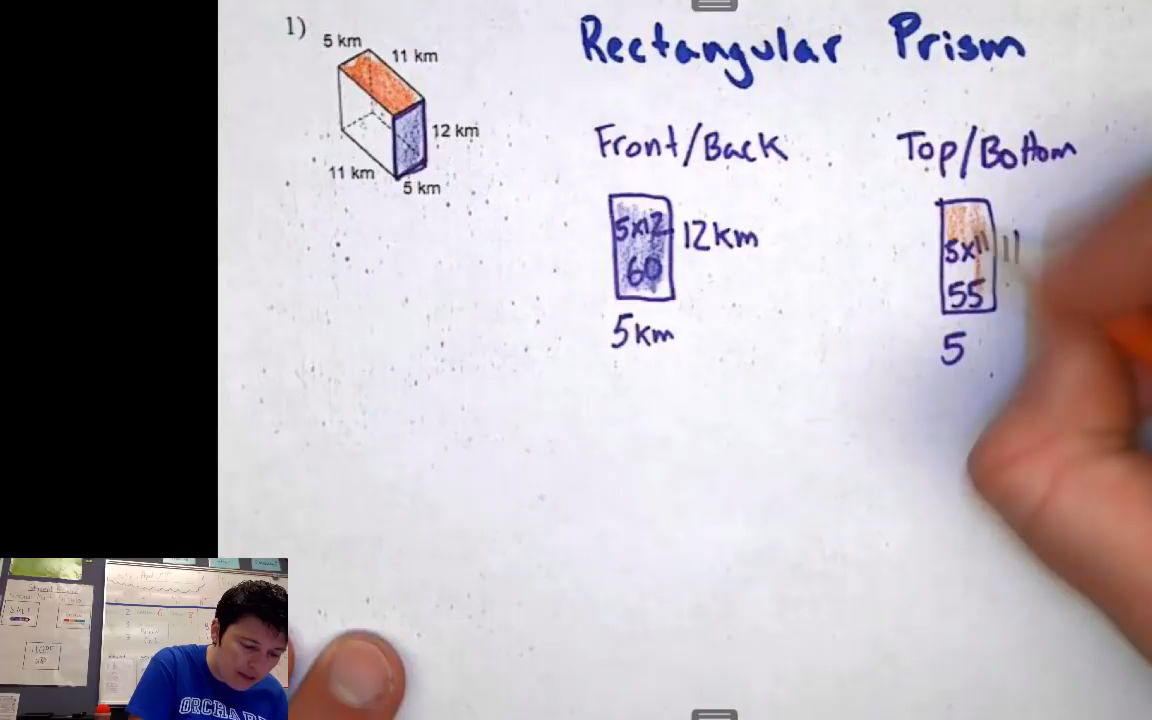 1)
5 km
11 km
12 km
11 km
5 km
Rectangular Prism
Front/Back
5x12
60
12km
5km
Top/Bottom
5x11
55
11
5